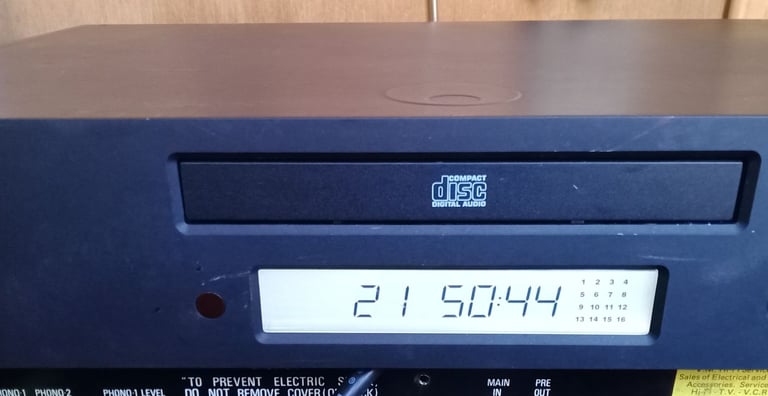 COMPACT
disc
DIGITAL AUDIO
21 50:44
1 2 3 4
5 6 7 8
9 10 11 12
13 14 15 16
PHONO-2 PHONO-1 LEVEL
"TO PREVENT ELECTRIC
DO NOT REMOVE COVER
MAIN
IN
PRE
OUT
Sales of Electrical and
Accessories. Service
Hi-Fi - T.V. - V.C.R.